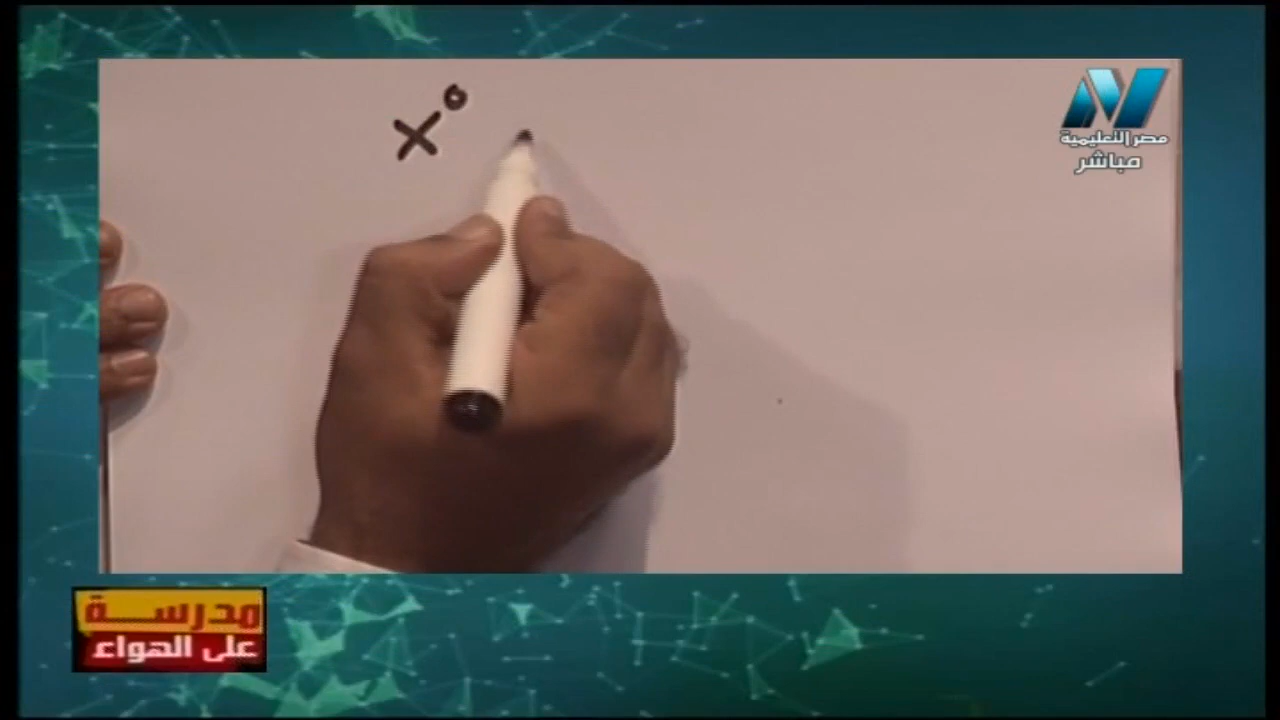 x°
مصر التعليمية
مباشر
مدرسة
على الهواء